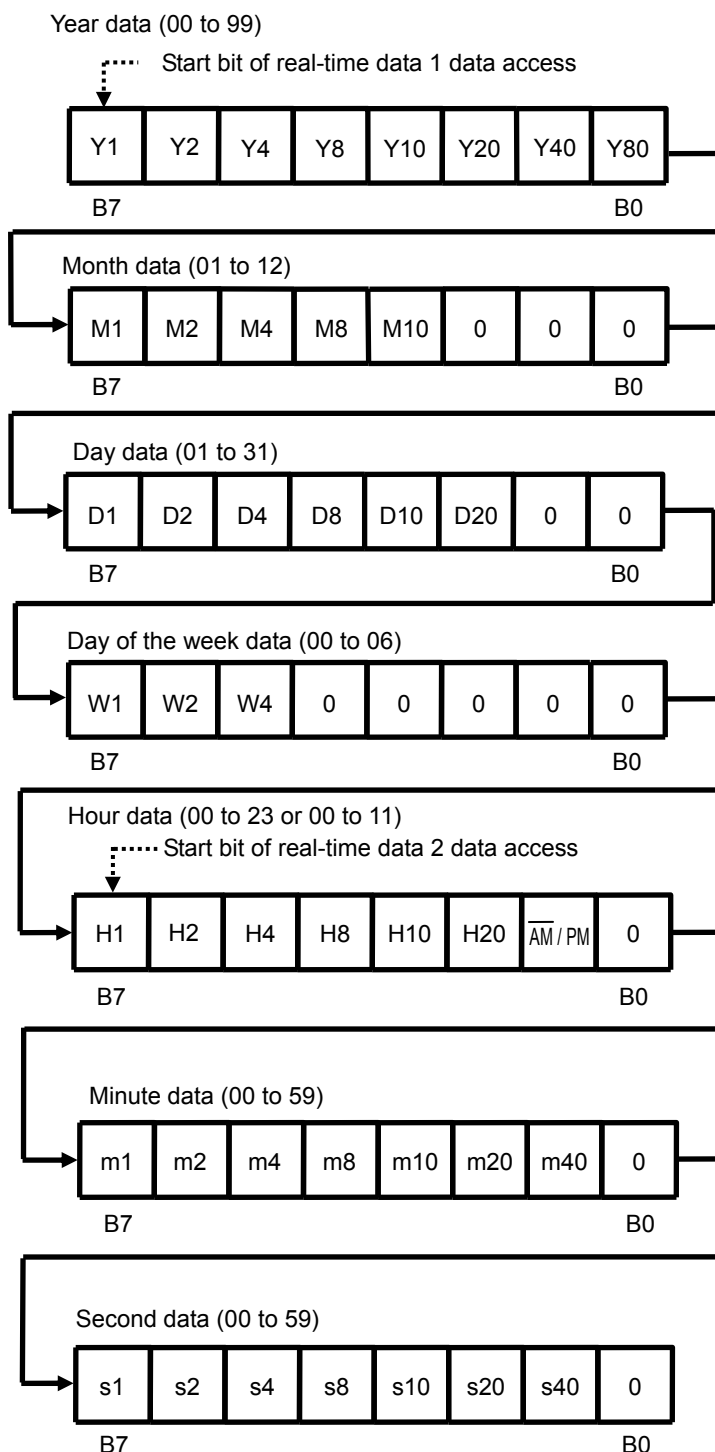 Year data (00 to 99)
Start bit of real-time data 1 data access
Y1 Y2 Y4 Y8 Y10 Y20 Y40 Y80
B7 B0
Month data (01 to 12)
M1 M2 M4 M8 M10 0 0 0
B7 B0
Day data (01 to 31)
D1 D2 D4 D8 D10 D20 0 0
B7 B0
Day of the week data (00 to 06)
W1 W2 W4 0 0 0 0 0
B7 B0
Hour data (00 to 23 or 00 to 11)
Start bit of real-time data 2 data access
H1 H2 H4 H8 H10 H20 A̅M̅ / PM 0
B7 B0
Minute data (00 to 59)
m1 m2 m4 m8 m10 m20 m40 0
B7 B0
Second data (00 to 59)
s1 s2 s4 s8 s10 s20 s40 0
B7 B0